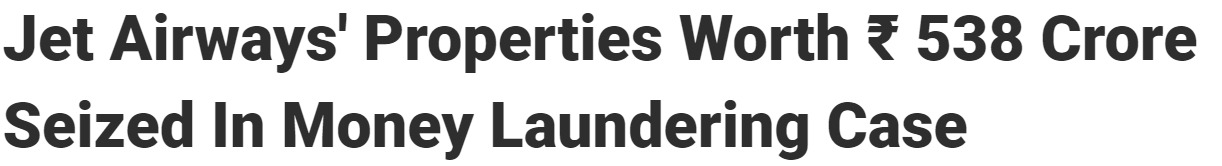 Jet Airways' Properties Worth ₹ 538 Crore
Seized In Money Laundering Case